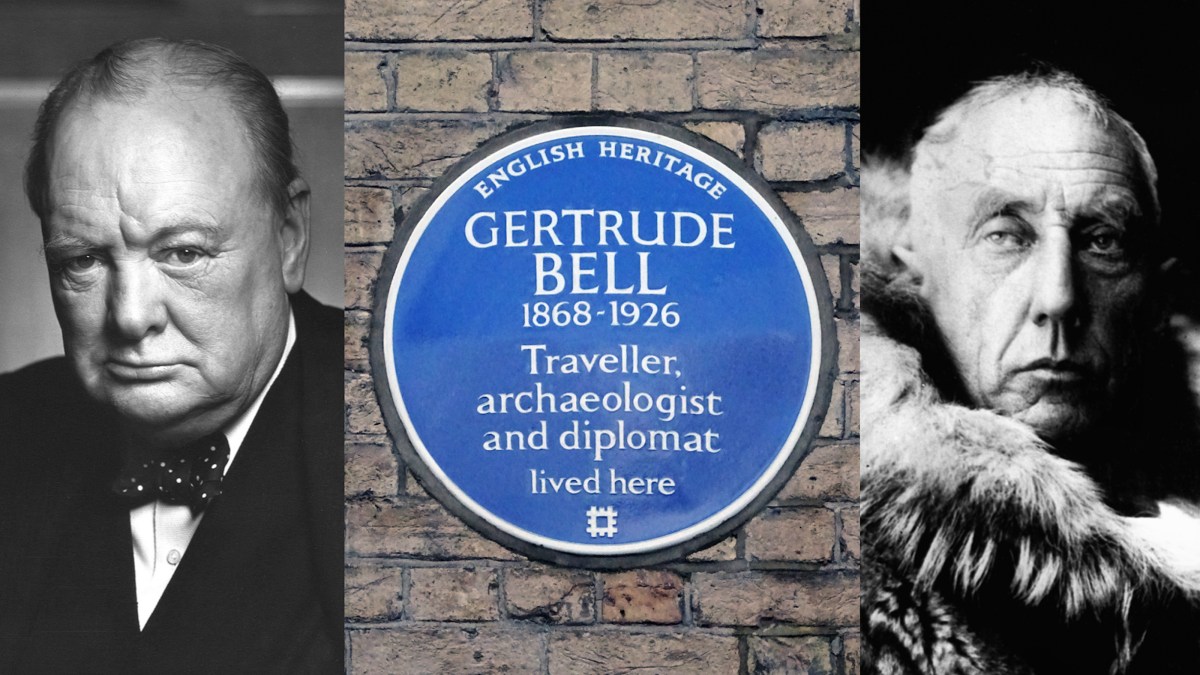 ENGLISH HERITAGE
GERTRUDE
BELL
1868-1926
Traveller,
archaeologist
and diplomat
lived here